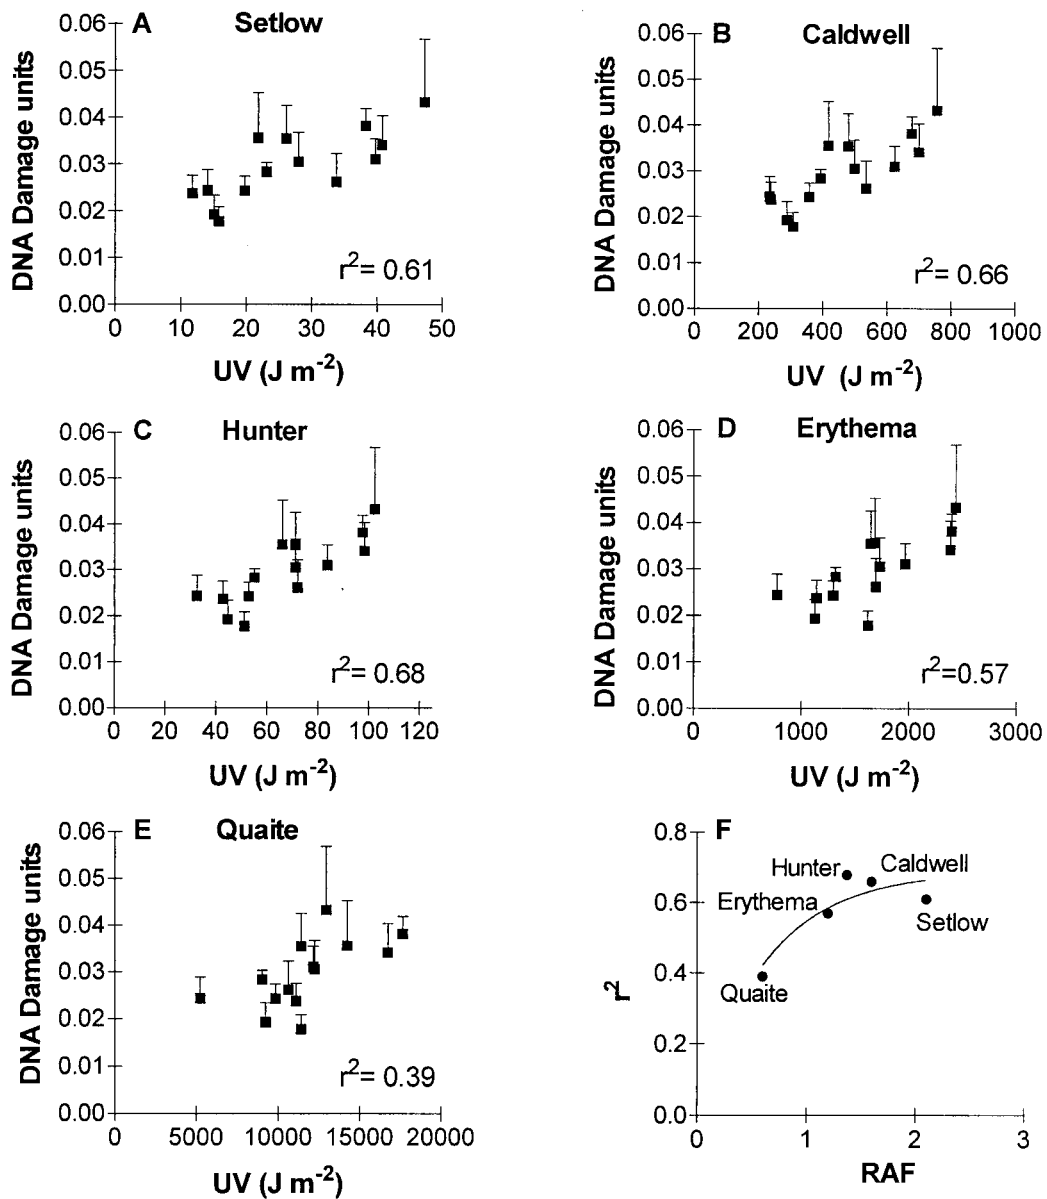 A Setlow
DNA Damage units
0.06
0.05
0.04
0.03
0.02
0.01
0.00
r2= 0.61
0 10 20 30 40 50
UV (J m-2)
B Caldwell
DNA Damage units
0.06
0.05
0.04
0.03
0.02
0.01
0.00
r2= 0.66
0 200 400 600 800 1000
UV (J m-2)
C Hunter
DNA Damage units
0.06
0.05
0.04
0.03
0.02
0.01
0.00
r2= 0.68
0 20 40 60 80 100 120
UV (J m-2)
D Erythema
DNA Damage units
0.06
0.05
0.04
0.03
0.02
0.01
0.00
r2=0.57
0 1000 2000 3000
UV (J m-2)
E Quaite
DNA Damage units
0.06
0.05
0.04
0.03
0.02
0.01
0.00
r2= 0.39
0 5000 10000 15000 20000
UV (J m-2)
F
r2
0.8
0.6
0.4
0.2
0.0
Hunter Caldwell
Erythema
Setlow
Quaite
0 1 2 3
RAF